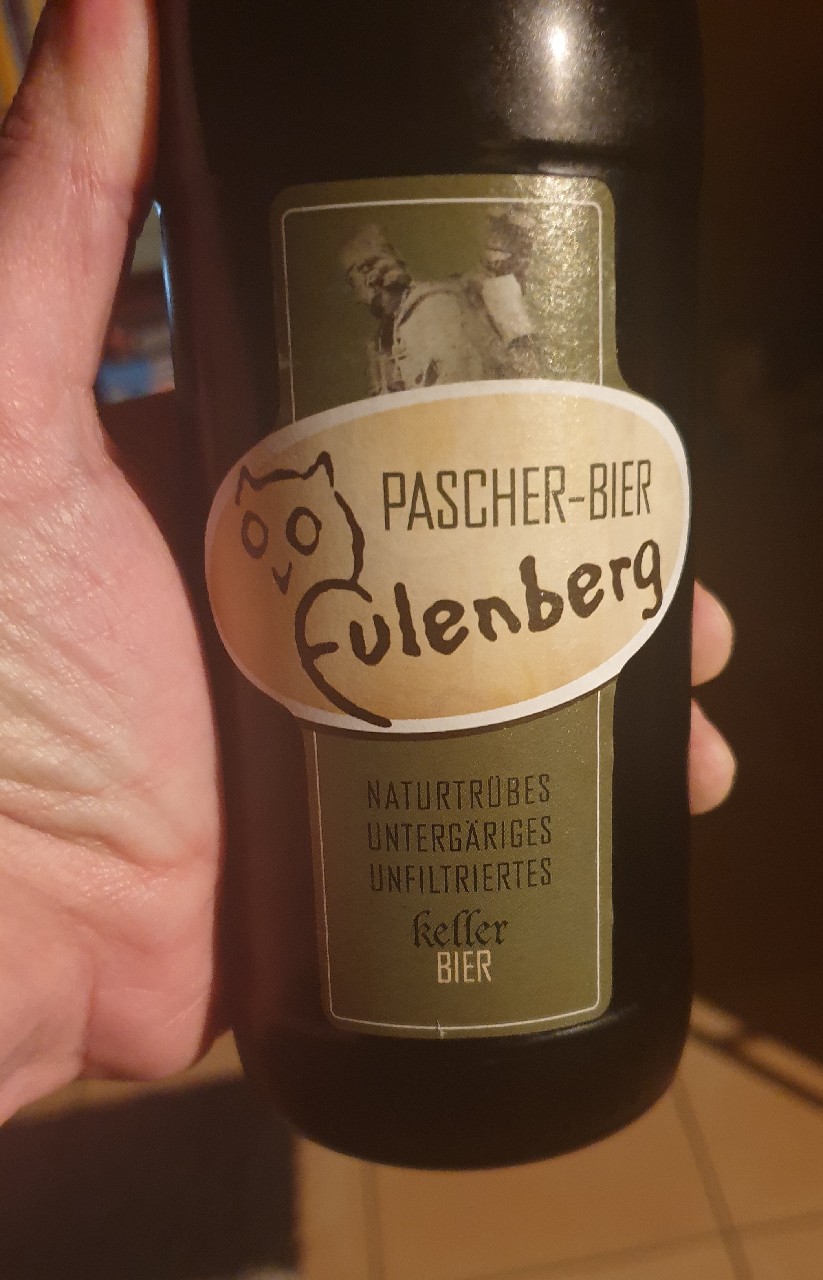 PASCHER-BIER
Eulenberg
NATURTRÜBES
UNTERGÄRIGES
UNFILTRIERTES
keller
BIER